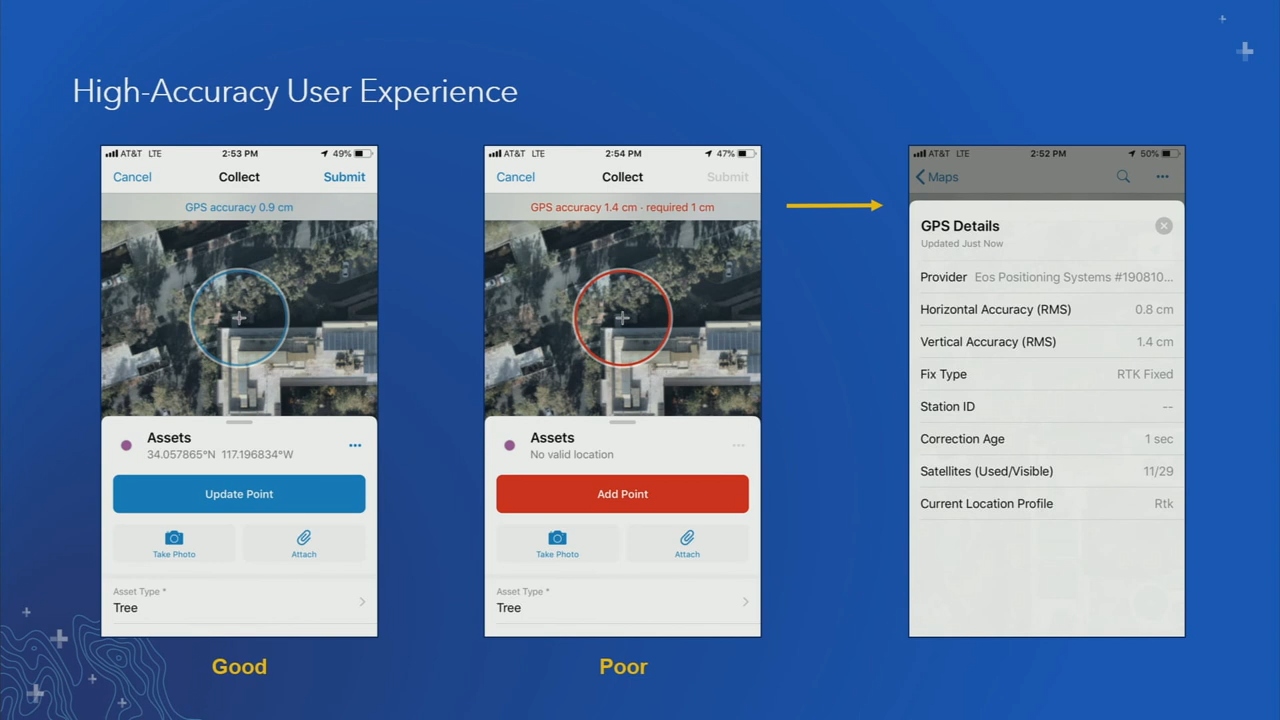 High-Accuracy User Experience
AT&T LTE 2:53 PM 49%
Cancel Collect Submit
GPS accuracy 0.9 cm
Assets
34.057865°N 117.196834°W
Update Point
Take Photo Attach
Asset Type *
Tree
Good
AT&T LTE 2:54 PM 47%
Cancel Collect Submit
GPS accuracy 1.4 cm · required 1 cm
Assets
No valid location
Add Point
Take Photo Attach
Asset Type *
Tree
Poor
AT&T LTE 2:52 PM 50%
Maps
GPS Details
Updated Just Now
Provider Eos Positioning Systems #190810...
Horizontal Accuracy (RMS) 0.8 cm
Vertical Accuracy (RMS) 1.4 cm
Fix Type RTK Fixed
Station ID --
Correction Age 1 sec
Satellites (Used/Visible) 11/29
Current Location Profile Rtk